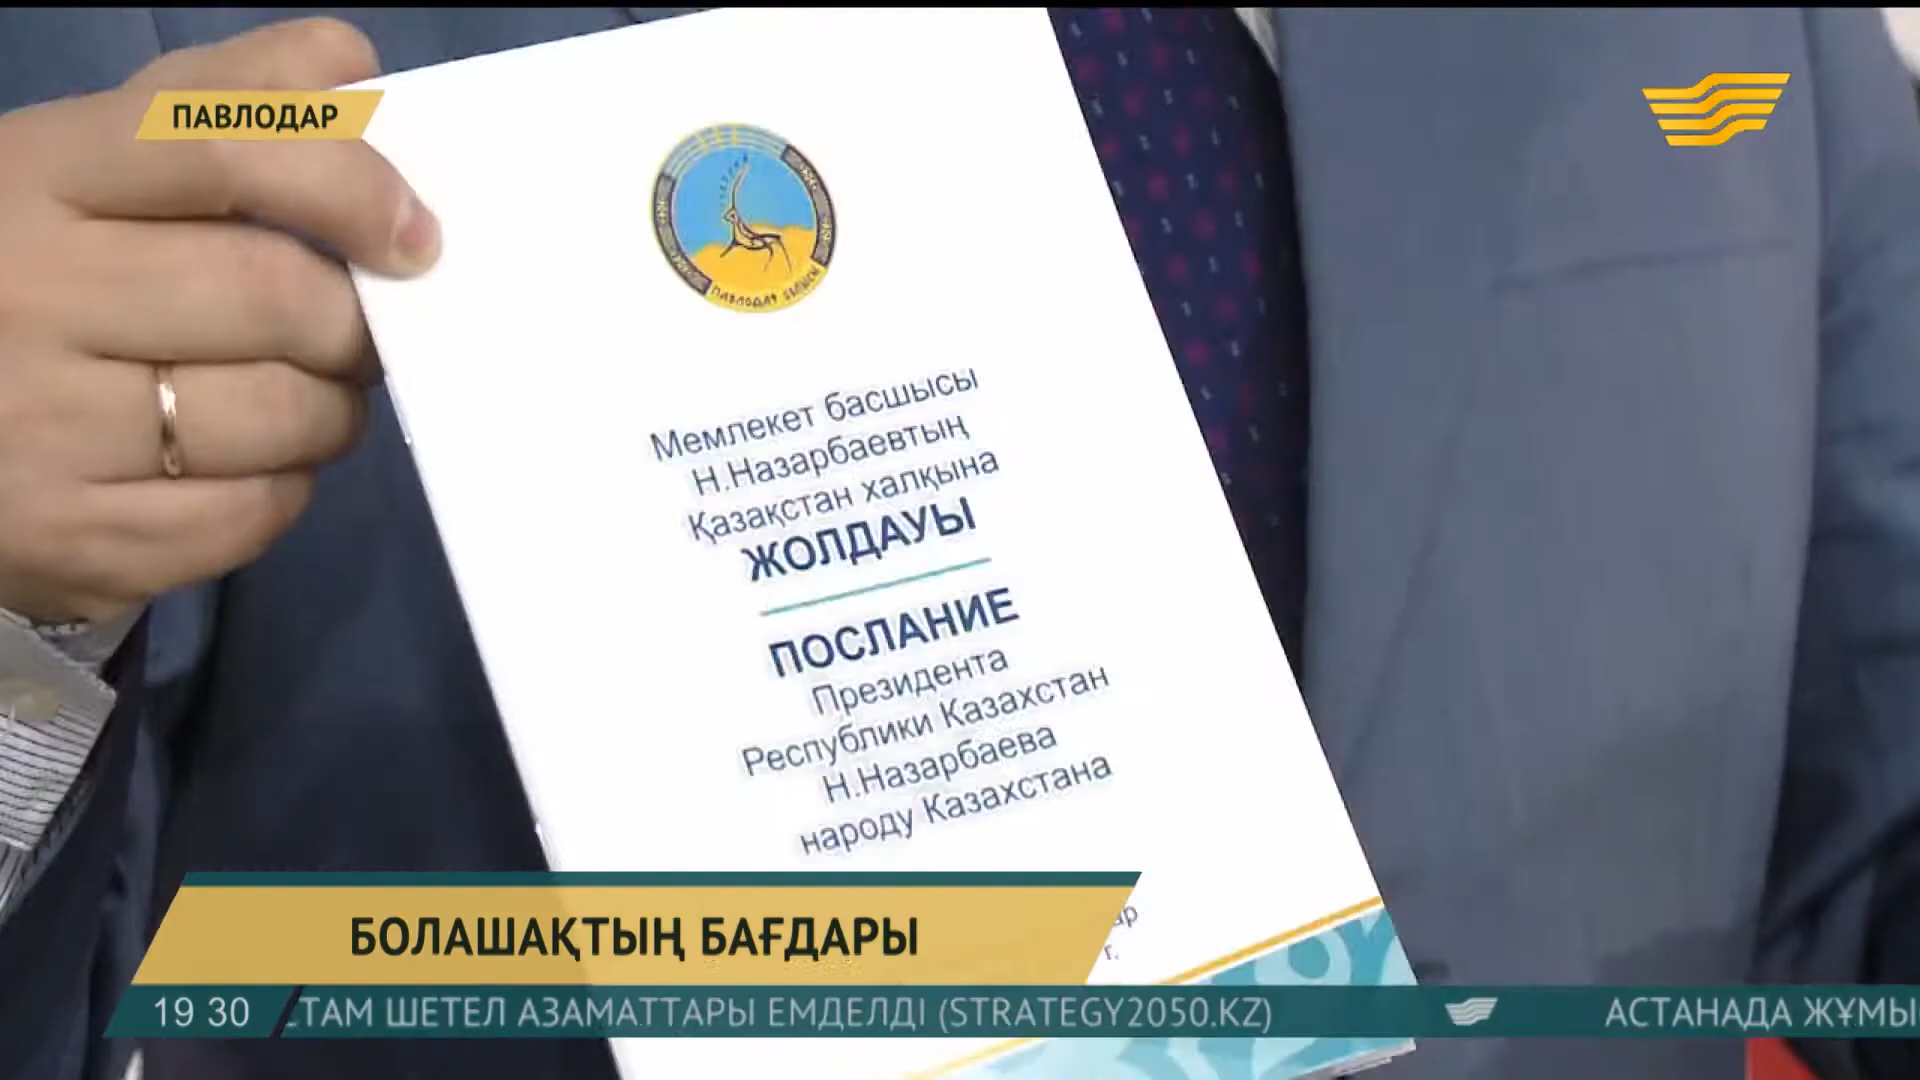 ПАВЛОДАР
ПАВЛОДАР ОБЛЫСЫ
Мемлекет басшысы
Н.Назарбаевтың
Қазақстан халқына
ЖОЛДАУЫ
ПОСЛАНИЕ
Президента
Республики Казахстан
Н.Назарбаева
народу Казахстана
г.
БОЛАШАҚТЫҢ БАҒДАРЫ
19 30
СТАМ ШЕТЕЛ АЗАМАТТАРЫ ЕМДЕЛДІ (STRATEGY2050.KZ)
АСТАНАДА ЖҰМЫ